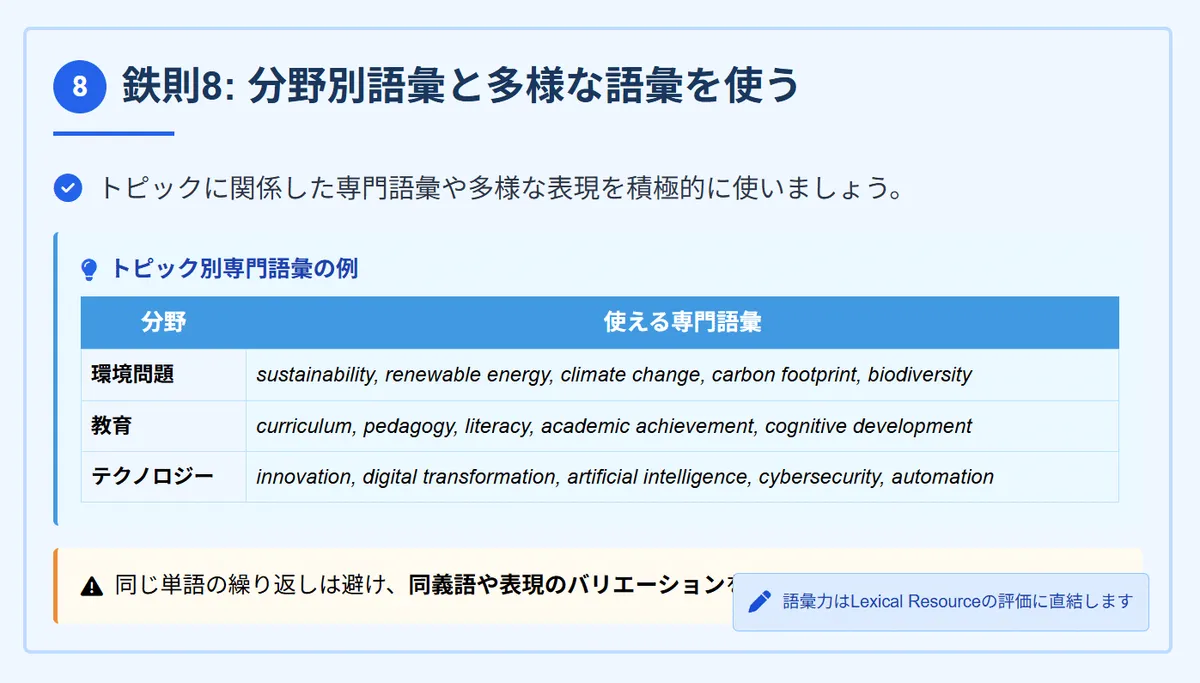 8 鉄則8: 分野別語彙と多様な語彙を使う
トピックに関係した専門語彙や多様な表現を積極的に使いましょう。
トピック別専門語彙の例
分野 使える専門語彙
環境問題 sustainability, renewable energy, climate change, carbon footprint, biodiversity
教育 curriculum, pedagogy, literacy, academic achievement, cognitive development
テクノロジー innovation, digital transformation, artificial intelligence, cybersecurity, automation
同じ単語の繰り返しは避け、同義語や表現のバリエーション
語彙力はLexical Resourceの評価に直結します